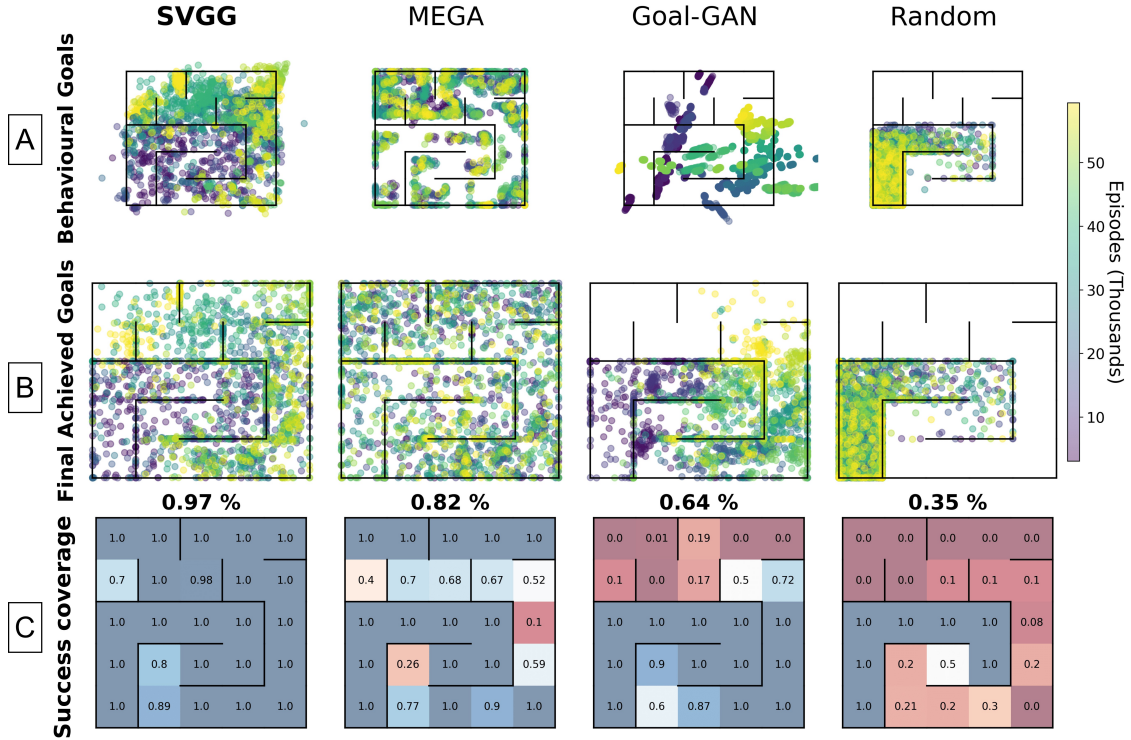 SVGG MEGA Goal-GAN Random
A
Behavioural Goals
B
Final Achieved Goals
50
40
30
20
10
Episodes (Thousands)
0.97 % 0.82 % 0.64 % 0.35 %
C
Success coverage
1.0 1.0 1.0 1.0 1.0 1.0 1.0 1.0 1.0 1.0 0.0 0.01 0.19 0.0 0.0 0.0 0.0 0.0 0.0 0.0
0.7 1.0 0.98 1.0 1.0 0.4 0.7 0.68 0.67 0.52 0.1 0.0 0.17 0.5 0.72 0.0 0.0 0.1 0.1 0.1
1.0 1.0 1.0 1.0 1.0 1.0 1.0 1.0 1.0 0.1 1.0 1.0 1.0 1.0 1.0 1.0 1.0 1.0 1.0 0.08
1.0 0.8 1.0 1.0 1.0 1.0 0.26 1.0 1.0 0.59 1.0 0.9 1.0 1.0 1.0 1.0 0.2 0.5 1.0 0.2
1.0 0.89 1.0 1.0 1.0 1.0 0.77 1.0 0.9 1.0 1.0 0.6 0.87 1.0 1.0 1.0 0.21 0.2 0.3 0.0